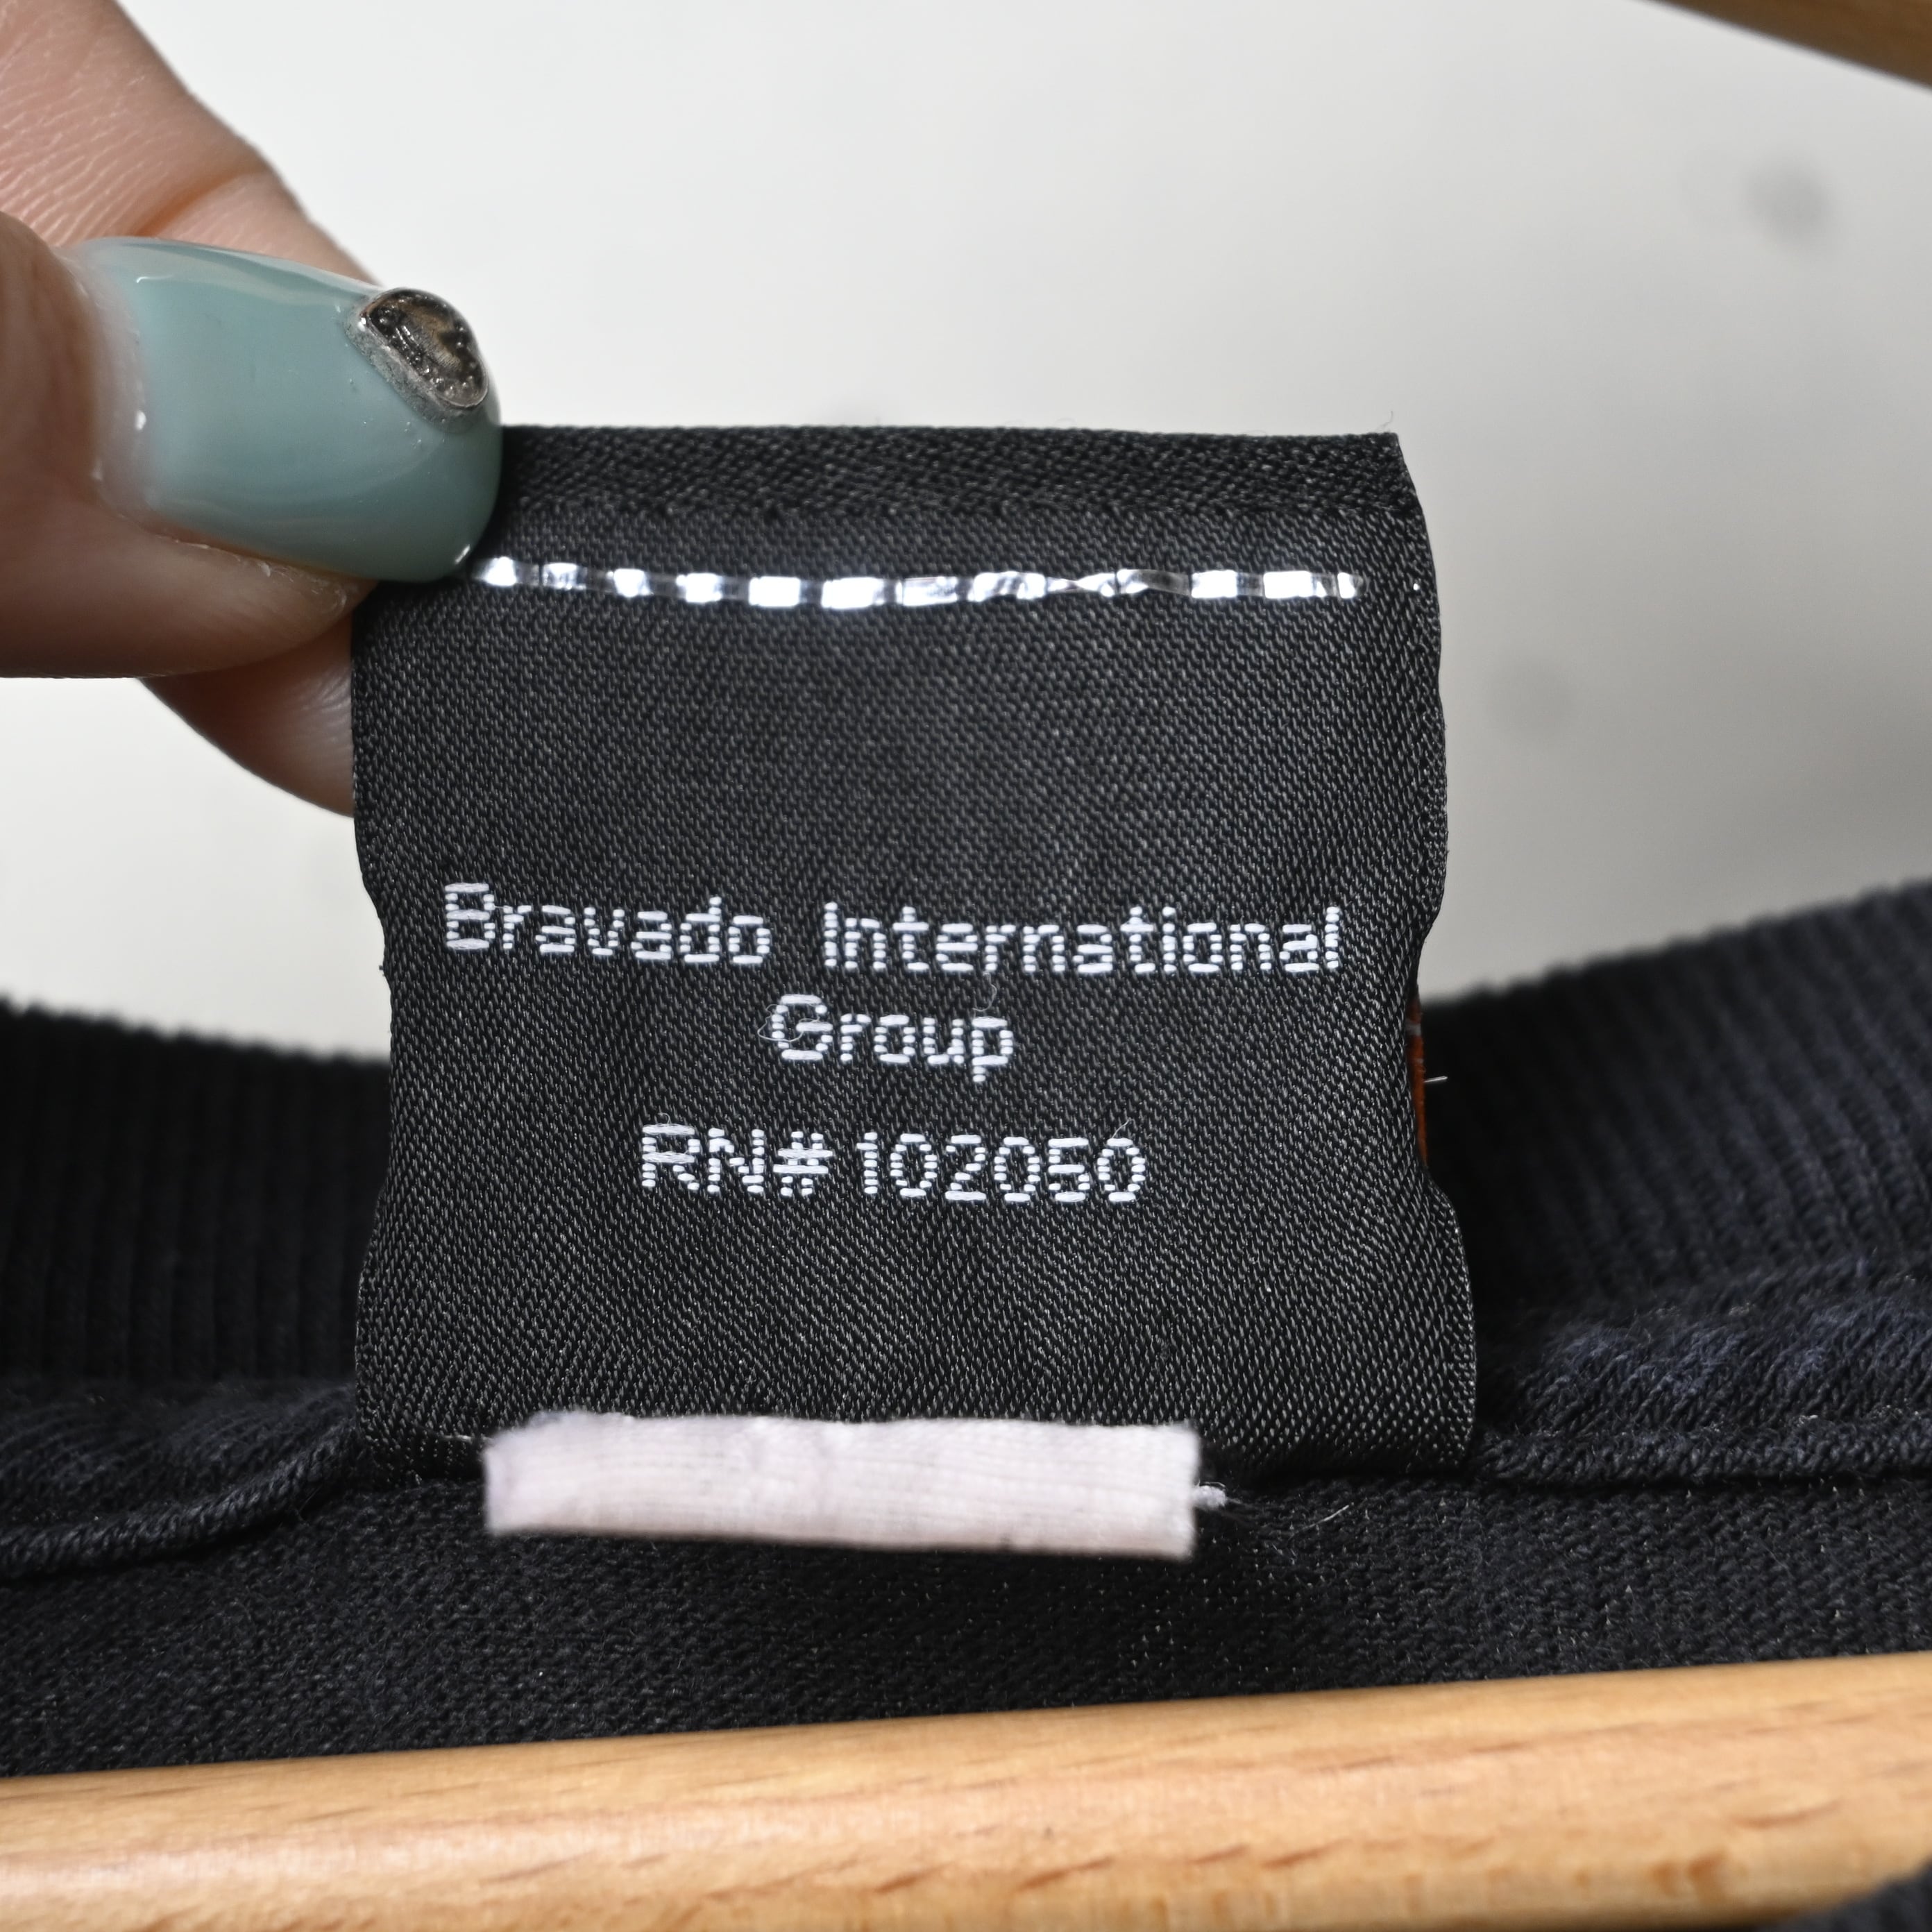 Bravado International
Group
RN# 102050